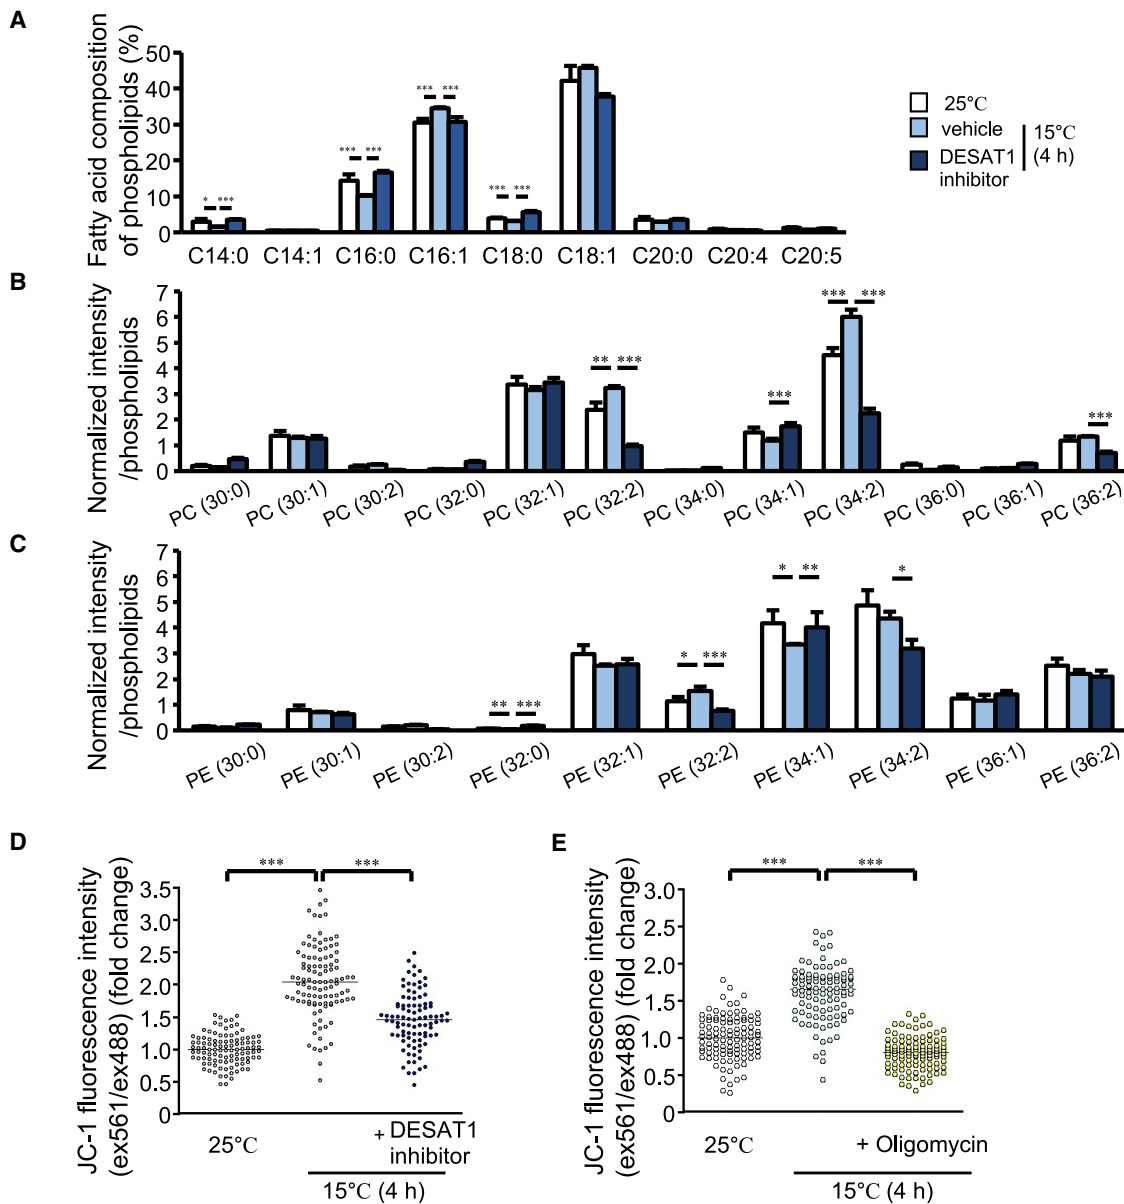 A
Fatty acid composition
of phospholipids (%)
50
40
30
20
10
0
* *** *** *** *** *** *** ***
C14:0 C14:1 C16:0 C16:1 C18:0 C18:1 C20:0 C20:4 C20:5
25°C
vehicle
DESAT1
inhibitor
15°C
(4 h)
B
Normalized intensity
/phospholipids
7
6
5
4
3
2
1
0
** *** *** *** *** ***
PC (30:0) PC (30:1) PC (30:2) PC (32:0) PC (32:1) PC (32:2) PC (34:0) PC (34:1) PC (34:2) PC (36:0) PC (36:1) PC (36:2)
C
Normalized intensity
/phospholipids
7
6
5
4
3
2
1
0
** *** * *** * ** *
PE (30:0) PE (30:1) PE (30:2) PE (32:0) PE (32:1) PE (32:2) PE (34:1) PE (34:2) PE (36:1) PE (36:2)
D
JC-1 fluorescence intensity
(ex561/ex488) (fold change)
3.5
3.0
2.5
2.0
1.5
1.0
0.5
0
*** ***
25°C
+ DESAT1
inhibitor
15°C (4 h)
E
JC-1 fluorescence intensity
(ex561/ex488) (fold change)
3.0
2.5
2.0
1.5
1.0
0.5
0
*** ***
25°C
+ Oligomycin
15°C (4 h)